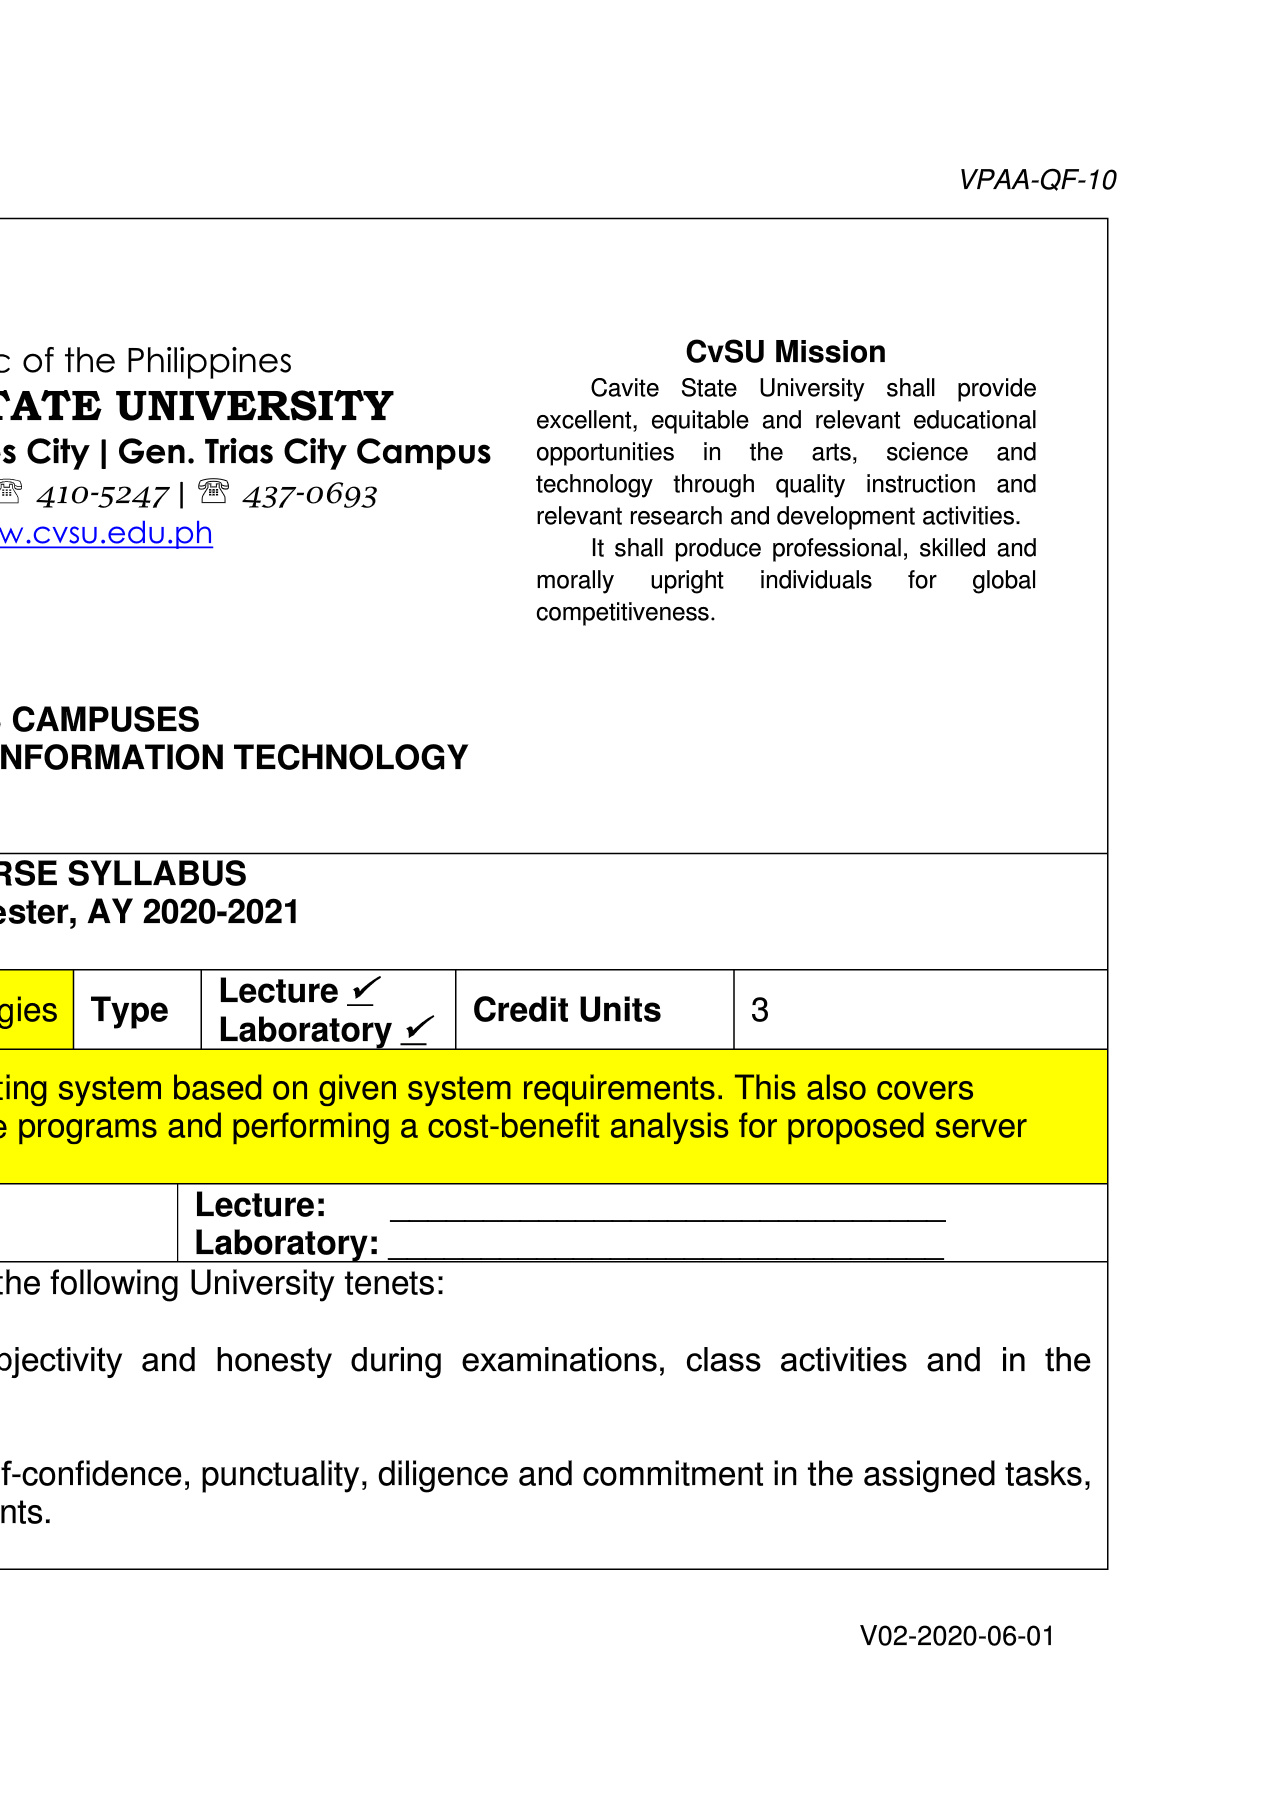 VPAA-QF-10
c of the Philippines
TATE UNIVERSITY
s City | Gen. Trias City Campus
☏ 410-5247 | ☏ 437-0693
w.cvsu.edu.ph
CvSU Mission
Cavite State University shall provide
excellent, equitable and relevant educational
opportunities in the arts, science and
technology through quality instruction and
relevant research and development activities.
It shall produce professional, skilled and
morally upright individuals for global
competitiveness.
CAMPUSES
NFORMATION TECHNOLOGY
RSE SYLLABUS
ester, AY 2020-2021
gies
Type
Lecture ✓
Laboratory ✓
Credit Units
3
ting system based on given system requirements. This also covers
e programs and performing a cost-benefit analysis for proposed server
Lecture: ______________________________
Laboratory: ______________________________
the following University tenets:
bjectivity and honesty during examinations, class activities and in the
f-confidence, punctuality, diligence and commitment in the assigned tasks,
nts.
V02-2020-06-01